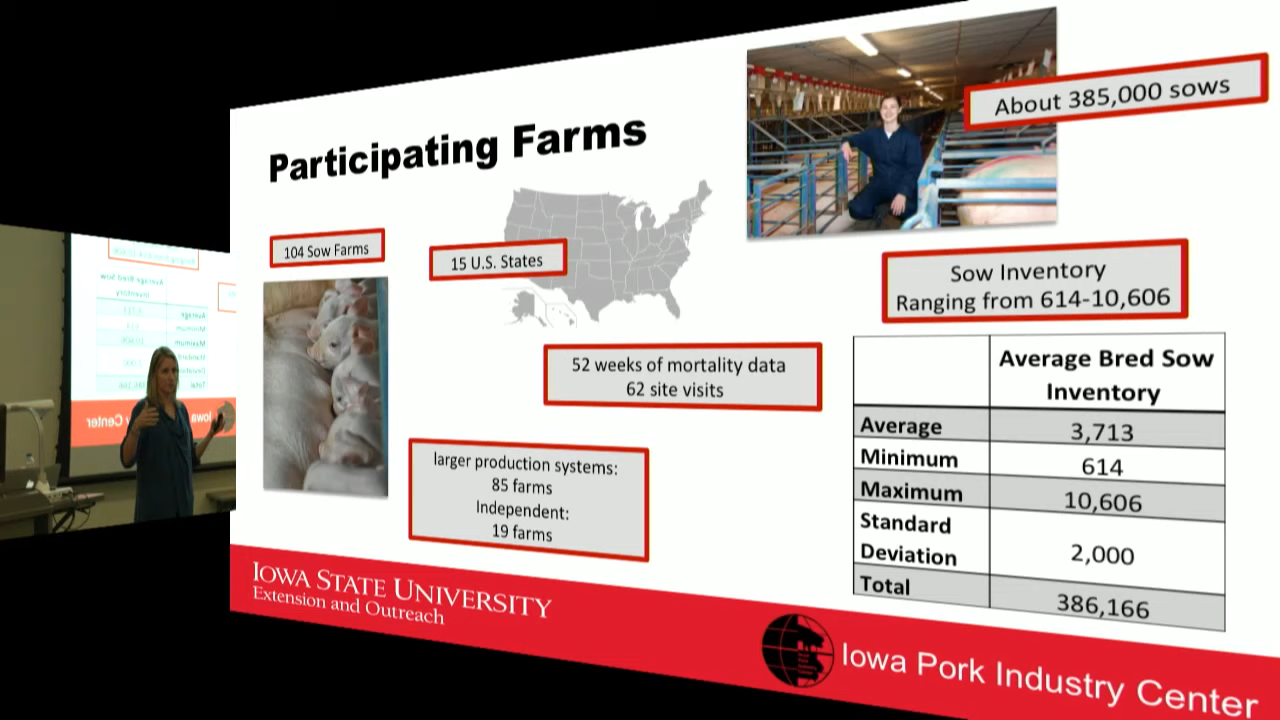 Participating Farms
About 385,000 sows
104 Sow Farms
15 U.S. States
Sow Inventory
Ranging from 614-10,606
52 weeks of mortality data
62 site visits
larger production systems:
85 farms
Independent:
19 farms
Average Bred Sow
Inventory
Average 3,713
Minimum 614
Maximum 10,606
Standard
Deviation 2,000
Total 386,166
IOWA STATE UNIVERSITY
Extension and Outreach
Iowa Pork Industry Center